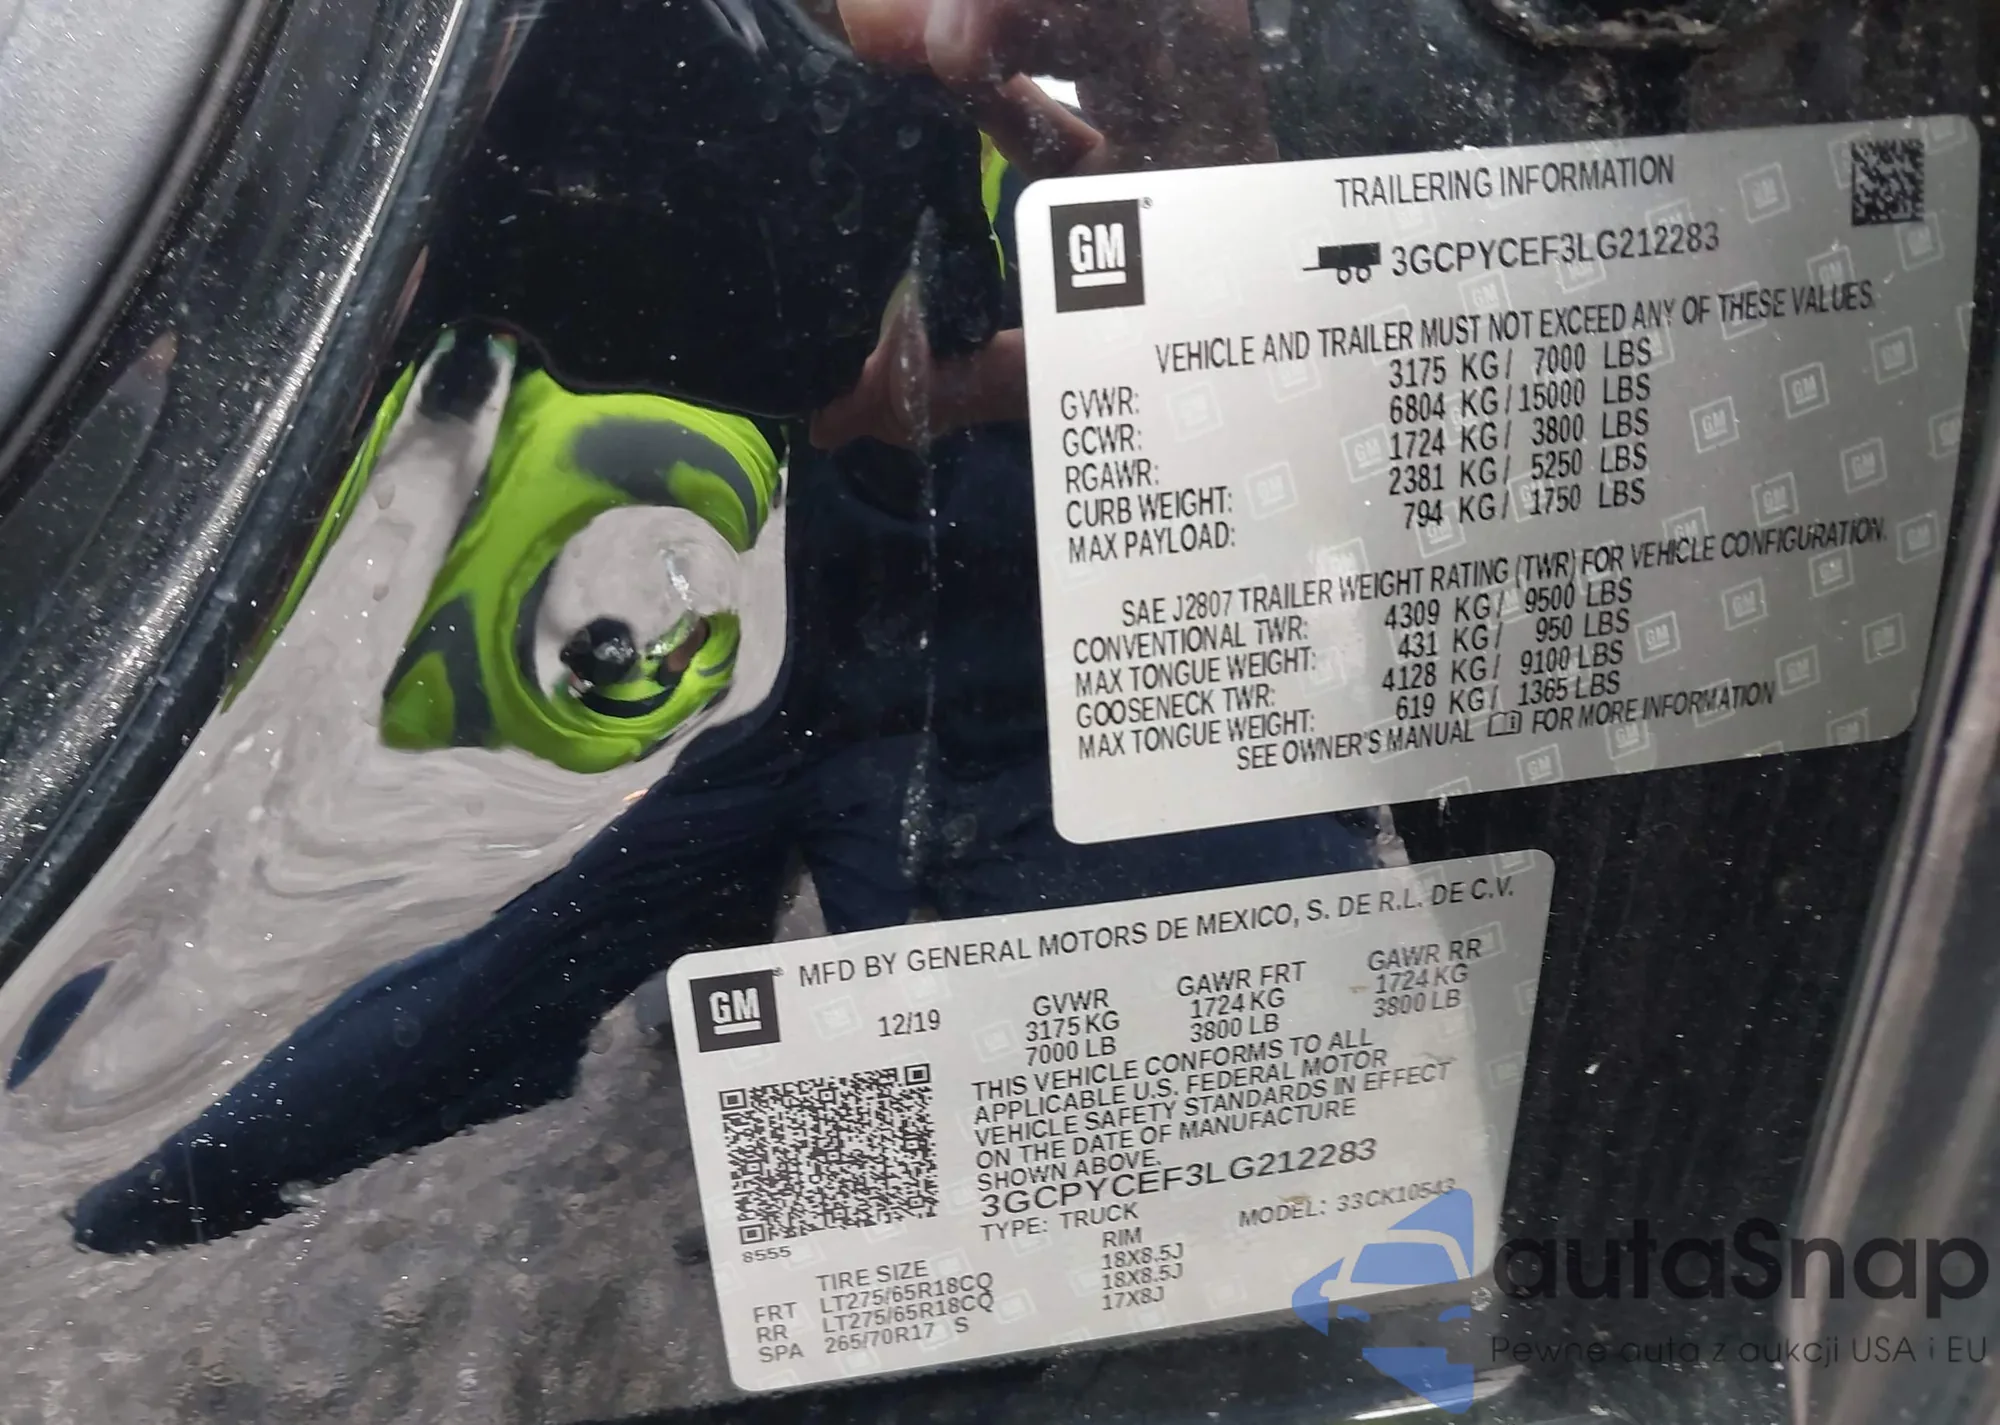 GM
TRAILERING INFORMATION
3GCPYCEF3LG212283
VEHICLE AND TRAILER MUST NOT EXCEED ANY OF THESE VALUES.
GVWR: 3175 KG / 7000 LBS
GCWR: 6804 KG / 15000 LBS
RGAWR: 1724 KG / 3800 LBS
CURB WEIGHT: 2381 KG / 5250 LBS
MAX PAYLOAD: 794 KG / 1750 LBS
SAE J2807 TRAILER WEIGHT RATING (TWR) FOR VEHICLE CONFIGURATION.
CONVENTIONAL TWR: 4309 KG / 9500 LBS
MAX TONGUE WEIGHT: 431 KG / 950 LBS
GOOSENECK TWR: 4128 KG / 9100 LBS
MAX TONGUE WEIGHT: 619 KG / 1365 LBS
SEE OWNER'S MANUAL FOR MORE INFORMATION
GM
MFD BY GENERAL MOTORS DE MEXICO, S. DE R.L. DE C.V.
12/19 GVWR GAWR FRT GAWR RR
3175 KG 1724 KG 1724 KG
7000 LB 3800 LB 3800 LB
THIS VEHICLE CONFORMS TO ALL
APPLICABLE U.S. FEDERAL MOTOR
VEHICLE SAFETY STANDARDS IN EFFECT
ON THE DATE OF MANUFACTURE
SHOWN ABOVE.
3GCPYCEF3LG212283
TYPE: TRUCK MODEL: 33CK10543
8555
TIRE SIZE RIM
FRT LT275/65R18CQ 18X8.5J
RR LT275/65R18CQ 18X8.5J
SPA 265/70R17 S 17X8J
autaSnap
Pewne auta z aukcji USA i EU